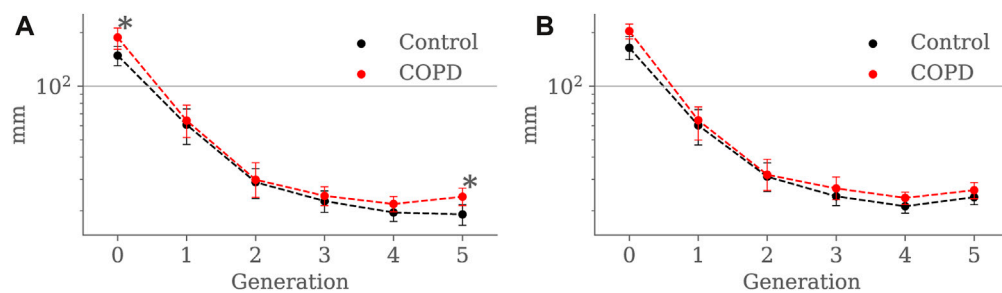 A
*
Control
COPD
10²
mm
*
0 1 2 3 4 5
Generation
B
Control
COPD
10²
mm
0 1 2 3 4 5
Generation